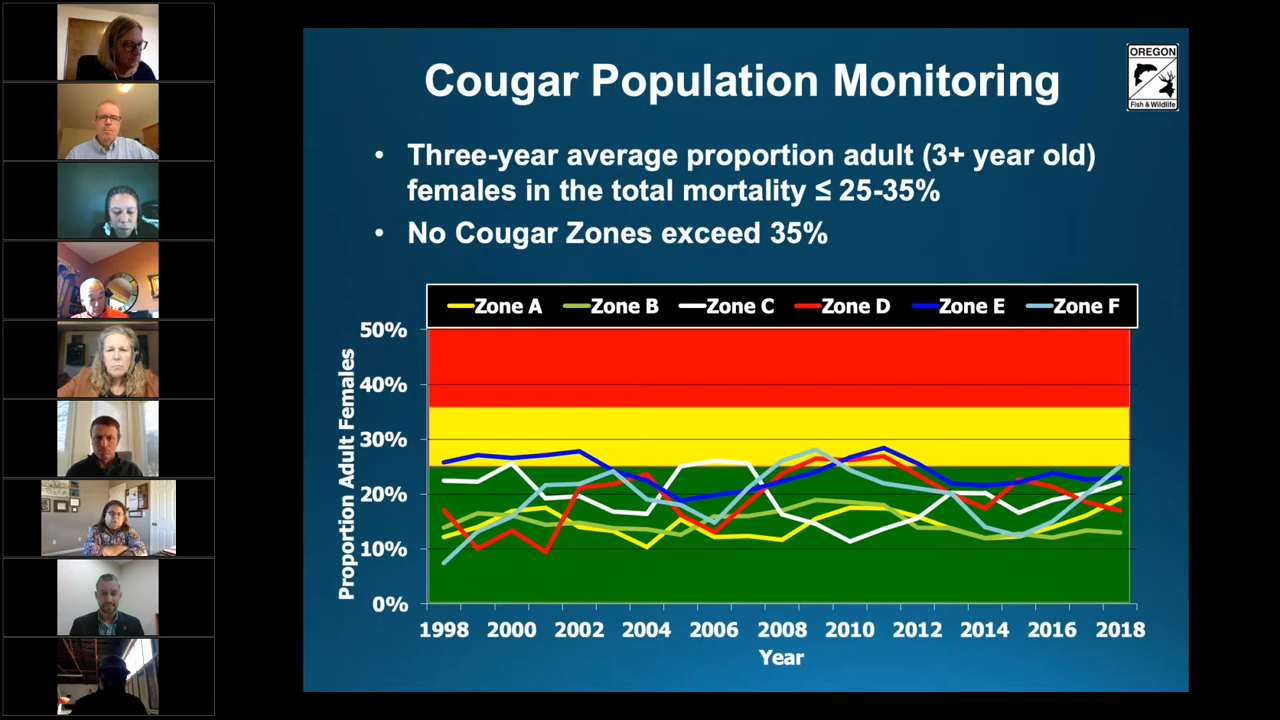 Cougar Population Monitoring
OREGON
Fish & Wildlife
• Three-year average proportion adult (3+ year old)
females in the total mortality ≤ 25-35%
• No Cougar Zones exceed 35%
Zone A Zone B Zone C Zone D Zone E Zone F
Proportion Adult Females
50%
40%
30%
20%
10%
0%
1998 2000 2002 2004 2006 2008 2010 2012 2014 2016 2018
Year